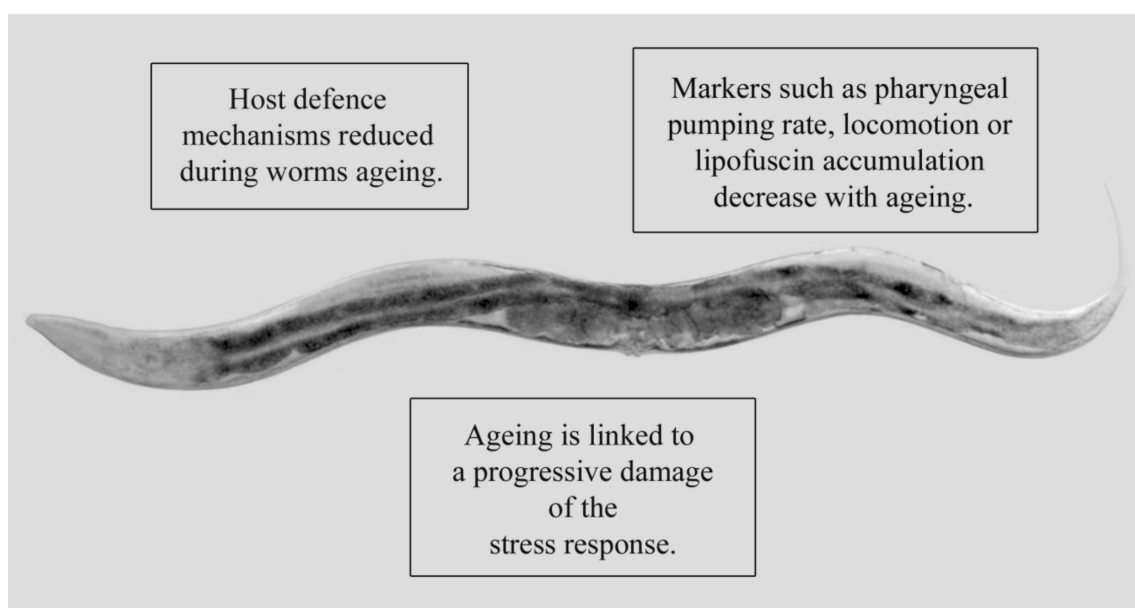 Host defence
mechanisms reduced
during worms ageing.
Markers such as pharyngeal
pumping rate, locomotion or
lipofuscin accumulation
decrease with ageing.
Ageing is linked to
a progressive damage
of the
stress response.